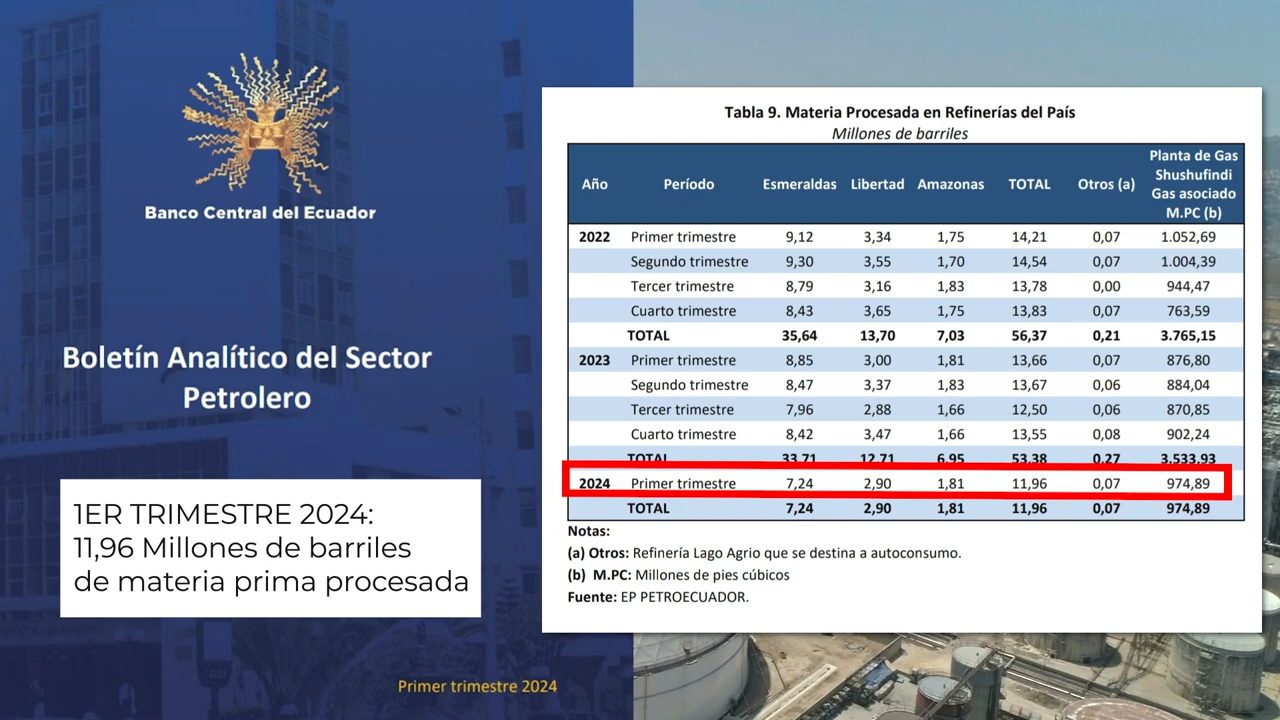 Banco Central del Ecuador
Boletín Analítico del Sector
Petrolero
1ER TRIMESTRE 2024:
11,96 Millones de barriles
de materia prima procesada
Primer trimestre 2024
Tabla 9. Materia Procesada en Refinerías del País
Millones de barriles
Año Período Esmeraldas Libertad Amazonas TOTAL Otros (a) Planta de Gas Shushufindi Gas asociado M.PC (b)
2022 Primer trimestre 9,12 3,34 1,75 14,21 0,07 1.052,69
Segundo trimestre 9,30 3,55 1,70 14,54 0,07 1.004,39
Tercer trimestre 8,79 3,16 1,83 13,78 0,00 944,47
Cuarto trimestre 8,43 3,65 1,75 13,83 0,07 763,59
TOTAL 35,64 13,70 7,03 56,37 0,21 3.765,15
2023 Primer trimestre 8,85 3,00 1,81 13,66 0,07 876,80
Segundo trimestre 8,47 3,37 1,83 13,67 0,06 884,04
Tercer trimestre 7,96 2,88 1,66 12,50 0,06 870,85
Cuarto trimestre 8,42 3,47 1,66 13,55 0,08 902,24
TOTAL 33,71 12,71 6,95 53,38 0,27 3.533,93
2024 Primer trimestre 7,24 2,90 1,81 11,96 0,07 974,89
TOTAL 7,24 2,90 1,81 11,96 0,07 974,89
Notas:
(a) Otros: Refinería Lago Agrio que se destina a autoconsumo.
(b) M.PC: Millones de pies cúbicos
Fuente: EP PETROECUADOR.